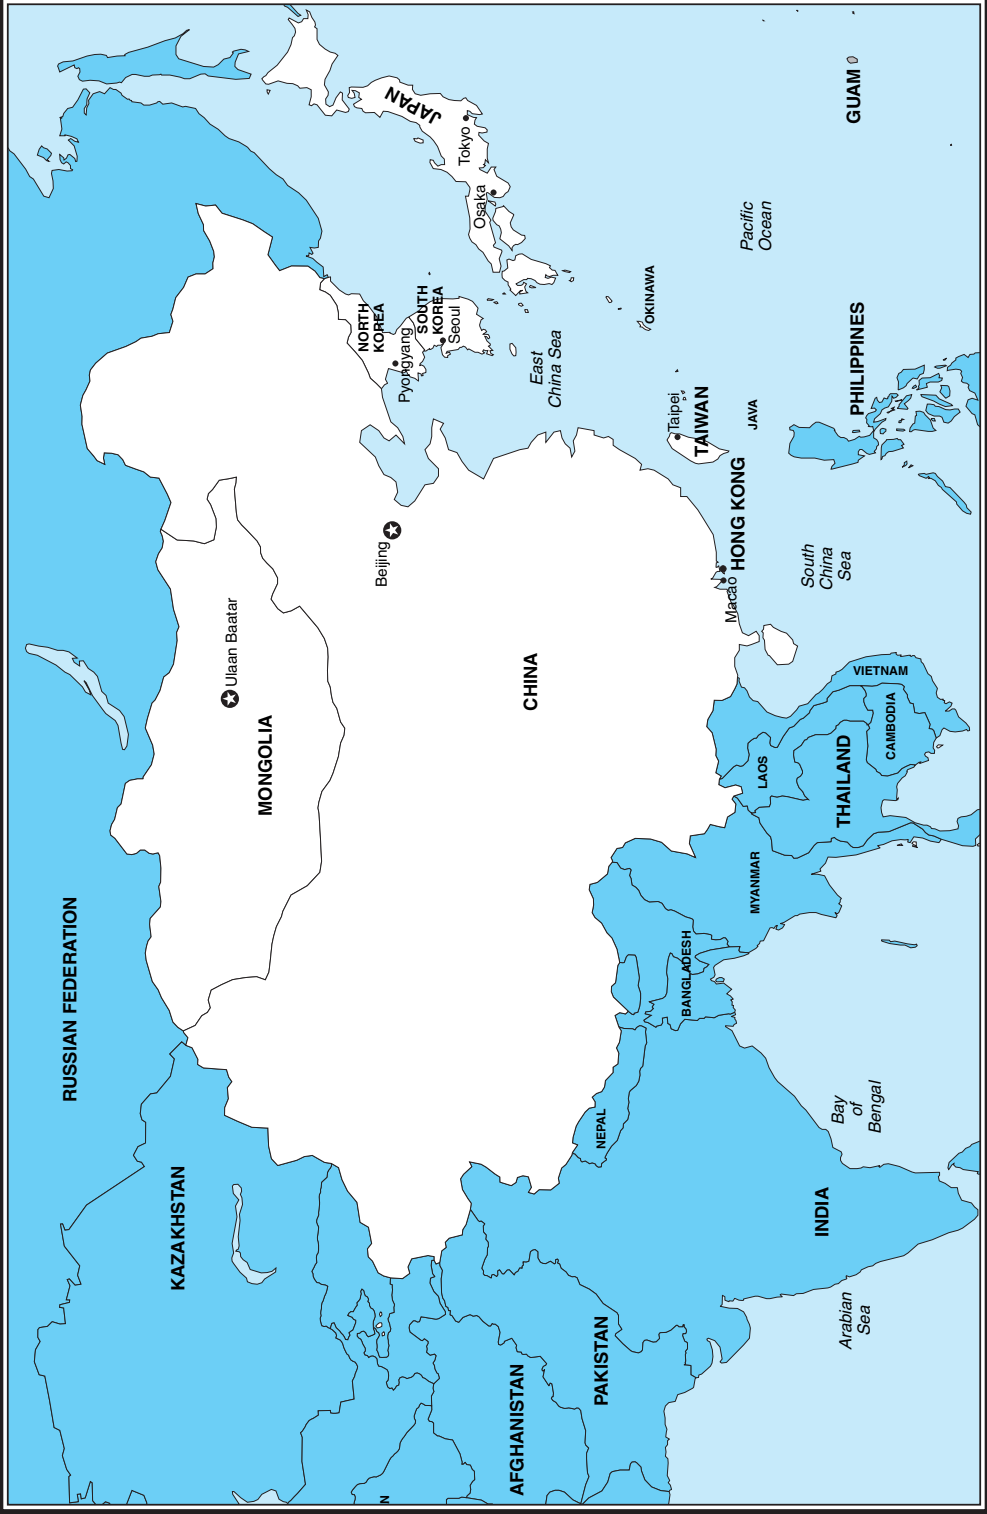 RUSSIAN FEDERATION
KAZAKHSTAN
MONGOLIA
Ulaan Baatar
Beijing
CHINA
NORTH
KOREA
Pyongyang
SOUTH
KOREA
Seoul
JAPAN
Tokyo
Osaka
East
China Sea
OKINAWA
Taipei
TAIWAN
JAVA
HONG KONG
Macao
Pacific
Ocean
GUAM
PHILIPPINES
South
China
Sea
VIETNAM
LAOS
CAMBODIA
THAILAND
MYANMAR
BANGLADESH
NEPAL
INDIA
Bay
of
Bengal
Arabian
Sea
PAKISTAN
AFGHANISTAN
N